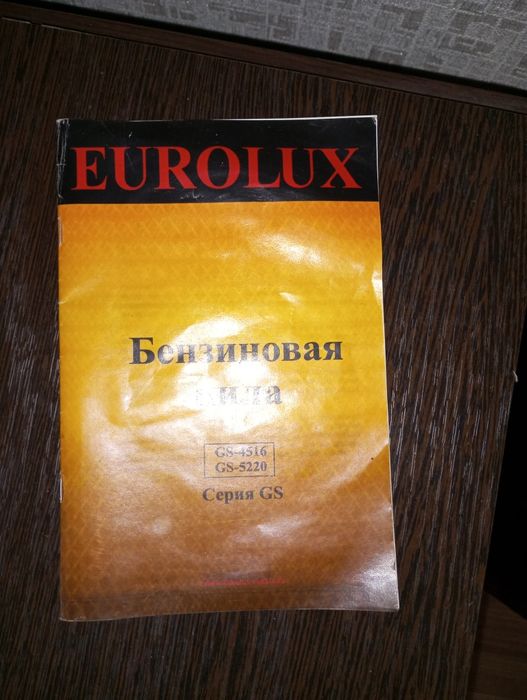 EUROLUX
Бензиновая
пила
GS-4516
GS-5220
Серия GS